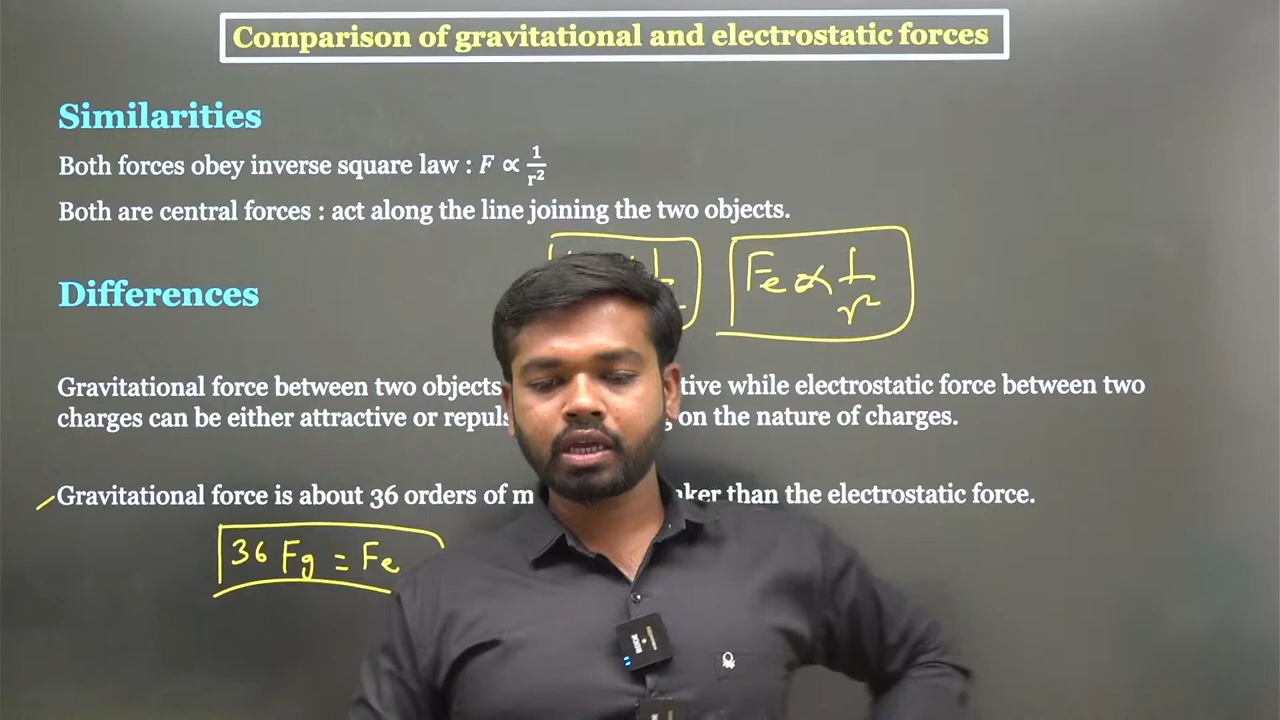 Comparison of gravitational and electrostatic forces
Similarities
Both forces obey inverse square law : F ∝ 1/r²
Both are central forces : act along the line joining the two objects.
Fe ∝ 1/r²
Differences
Gravitational force between two objects tive while electrostatic force between two
charges can be either attractive or repuls on the nature of charges.
Gravitational force is about 36 orders of m aker than the electrostatic force.
36 Fg = Fe